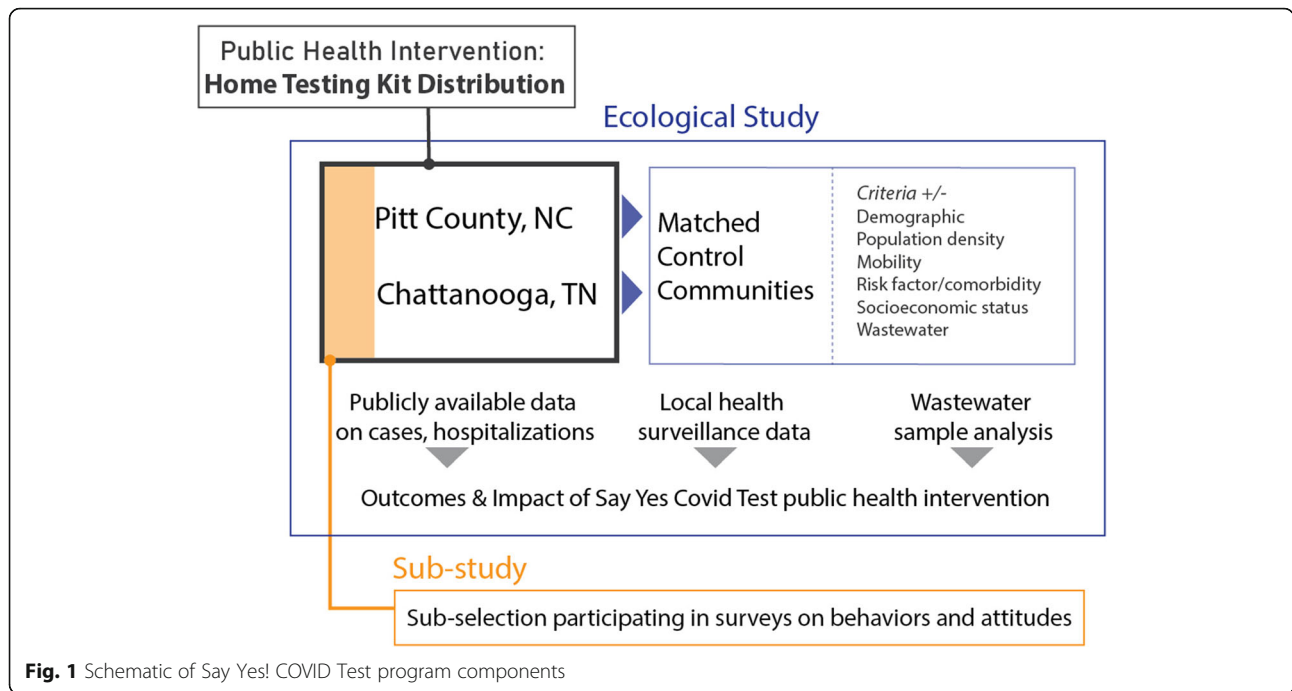 Public Health Intervention:
Home Testing Kit Distribution
Ecological Study
Pitt County, NC
Chattanooga, TN
Matched
Control
Communities
Criteria +/-
Demographic
Population density
Mobility
Risk factor/comorbidity
Socioeconomic status
Wastewater
Publicly available data
on cases, hospitalizations
Local health
surveillance data
Wastewater
sample analysis
Outcomes & Impact of Say Yes Covid Test public health intervention
Sub-study
Sub-selection participating in surveys on behaviors and attitudes
Fig. 1 Schematic of Say Yes! COVID Test program components